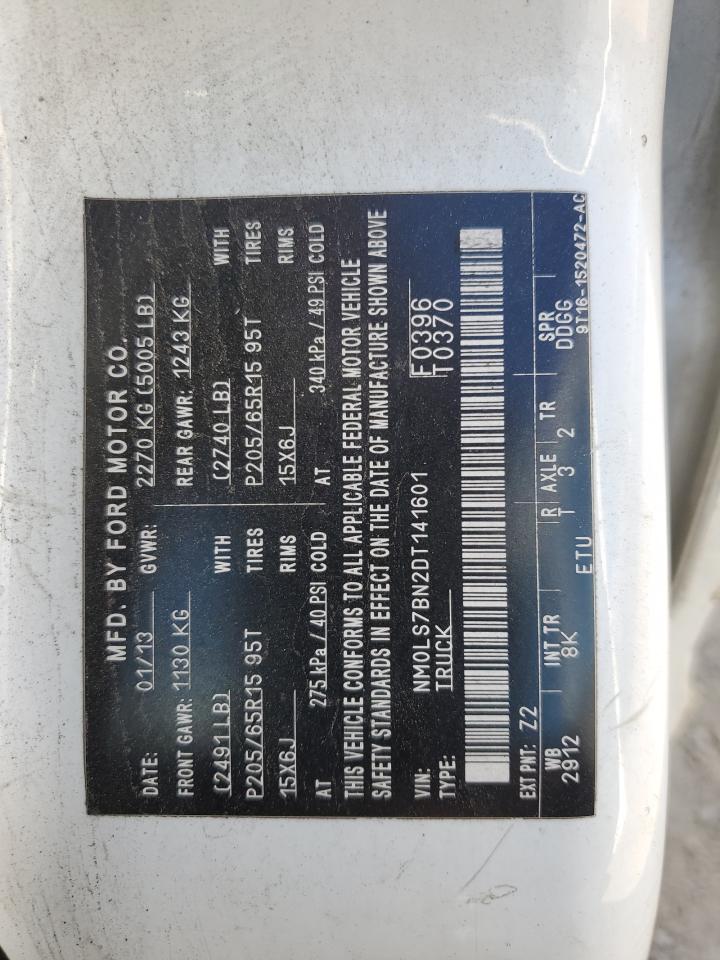 MFD. BY FORD MOTOR CO.
DATE: 01/13 GVWR: 2270 KG (5005 LB)
FRONT GAWR: 1130 KG REAR GAWR: 1243 KG
(2491LB) WITH (2740 LB) WITH
P205/65R15 95T TIRES P205/65R15 95T TIRES
15X6J RIMS 15X6J RIMS
AT 275 kPa/40 PSI COLD AT 340 kPa/49 PSI COLD
THIS VEHICLE CONFORMS TO ALL APPLICABLE FEDERAL MOTOR VEHICLE
SAFETY STANDARDS IN EFFECT ON THE DATE OF MANUFACTURE SHOWN ABOVE
VIN: NM0LS7BN2DT141601 F0396
TYPE: TRUCK T0370
EXT PNT: Z2
WB INT TR R AXLE TR SPR
2912 8K T 3 2 DDGG
ETU 9T16-1520472-AC